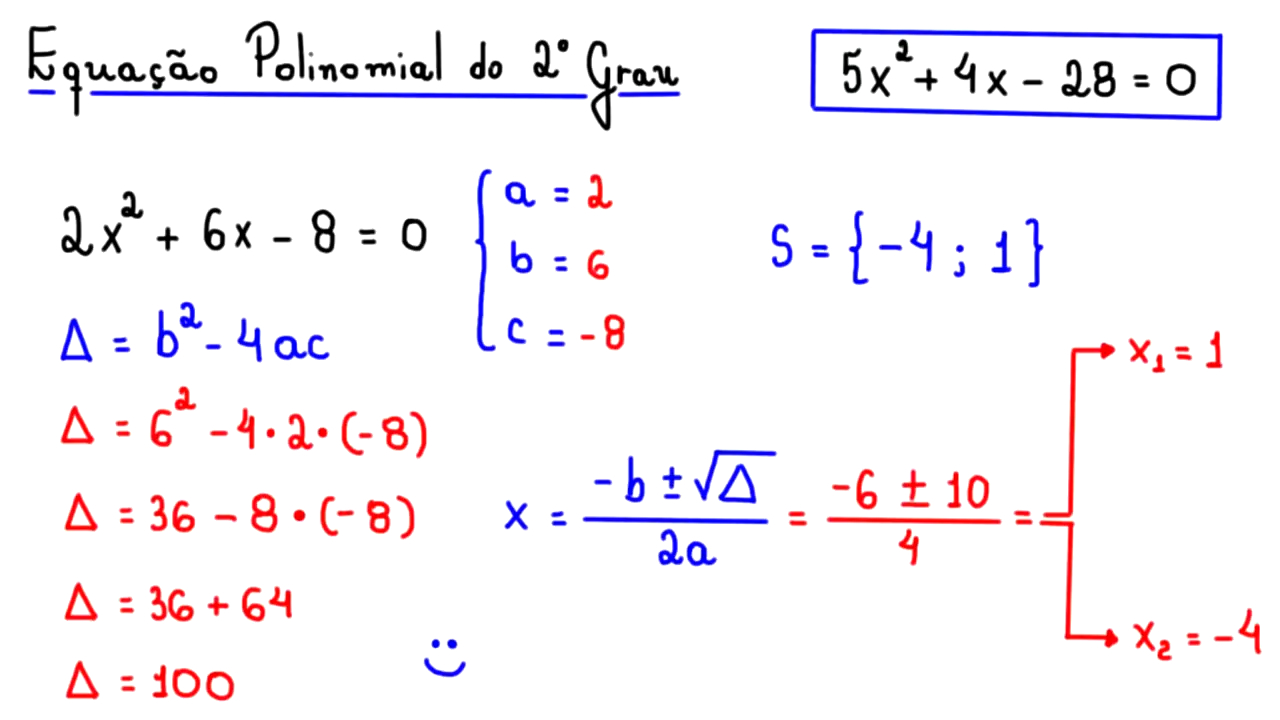 Equação Polinomial do 2° Grau
5x² + 4x - 28 = 0
2x² + 6x - 8 = 0
a = 2
b = 6
c = -8
S = {-4 ; 1}
Δ = b² - 4ac
Δ = 6² - 4 · 2 · (-8)
Δ = 36 - 8 · (-8)
Δ = 36 + 64
Δ = 100
x = (-b ± √Δ)/2a = (-6 ± 10)/4 =
x₁ = 1
x₂ = -4